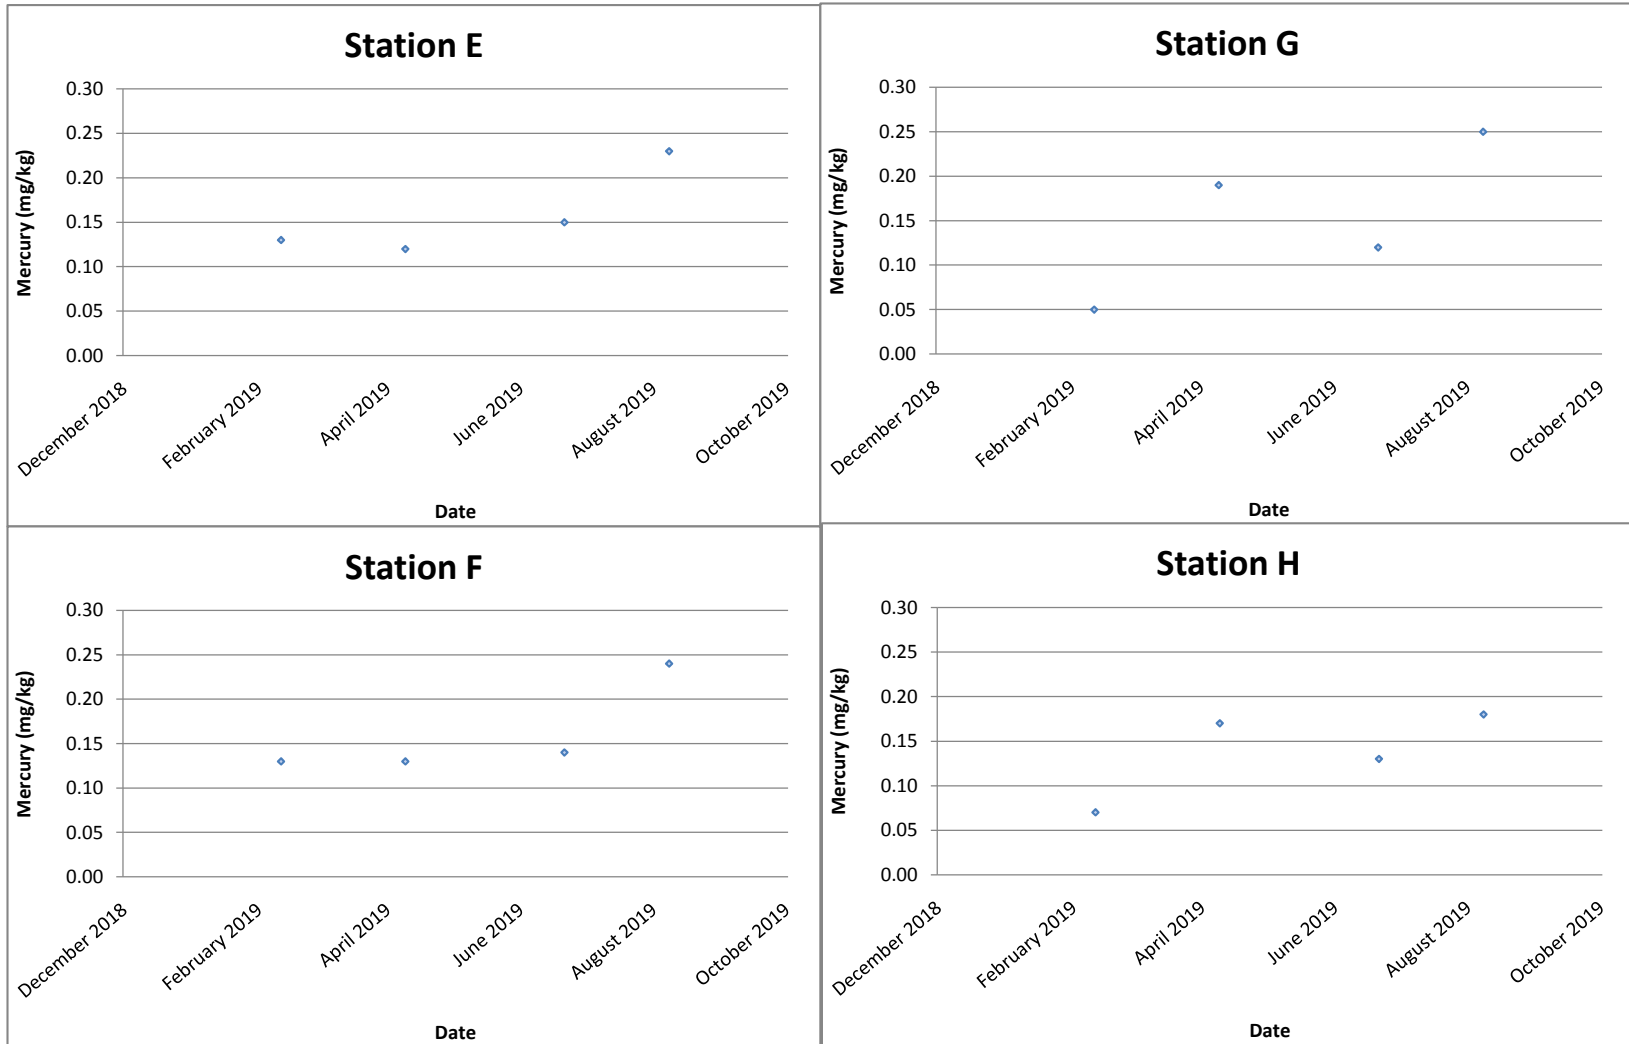 Station E
Mercury (mg/kg)
0.30
0.25
0.20
0.15
0.10
0.05
0.00
December 2018
February 2019
April 2019
June 2019
August 2019
October 2019
Date
Station G
Mercury (mg/kg)
0.30
0.25
0.20
0.15
0.10
0.05
0.00
December 2018
February 2019
April 2019
June 2019
August 2019
October 2019
Date
Station F
Mercury (mg/kg)
0.30
0.25
0.20
0.15
0.10
0.05
0.00
December 2018
February 2019
April 2019
June 2019
August 2019
October 2019
Date
Station H
Mercury (mg/kg)
0.30
0.25
0.20
0.15
0.10
0.05
0.00
December 2018
February 2019
April 2019
June 2019
August 2019
October 2019
Date